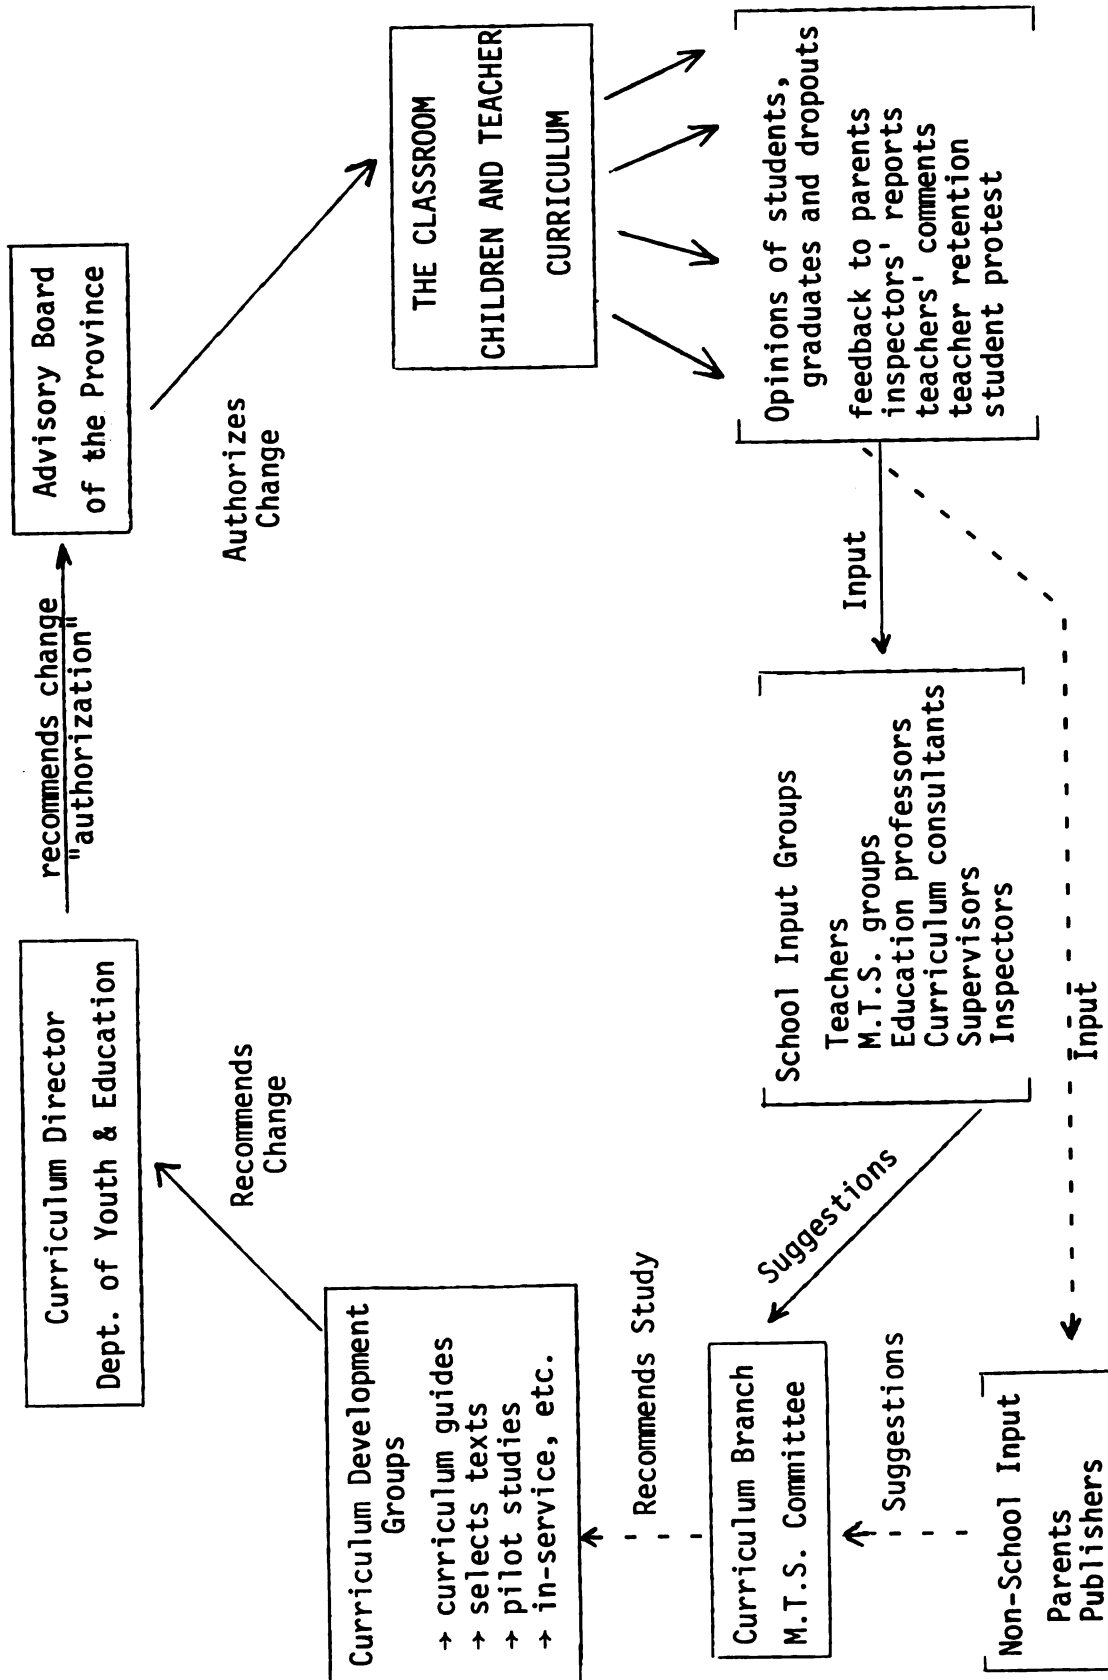 Curriculum Director
Dept. of Youth & Education
recommends change
"authorization"
Advisory Board
of the Province
Recommends
Change
Authorizes
Change
Curriculum Development
Groups
→ curriculum guides
→ selects texts
→ pilot studies
→ in-service, etc.
THE CLASSROOM
CHILDREN AND TEACHER
CURRICULUM
Recommends Study
Suggestions
Curriculum Branch
M.T.S. Committee
School Input Groups
Teachers
M.T.S. groups
Education professors
Curriculum consultants
Supervisors
Inspectors
Input
Opinions of students,
graduates and dropouts
feedback to parents
inspectors' reports
teachers' comments
teacher retention
student protest
Suggestions
Non-School Input
Parents
Publishers
Input